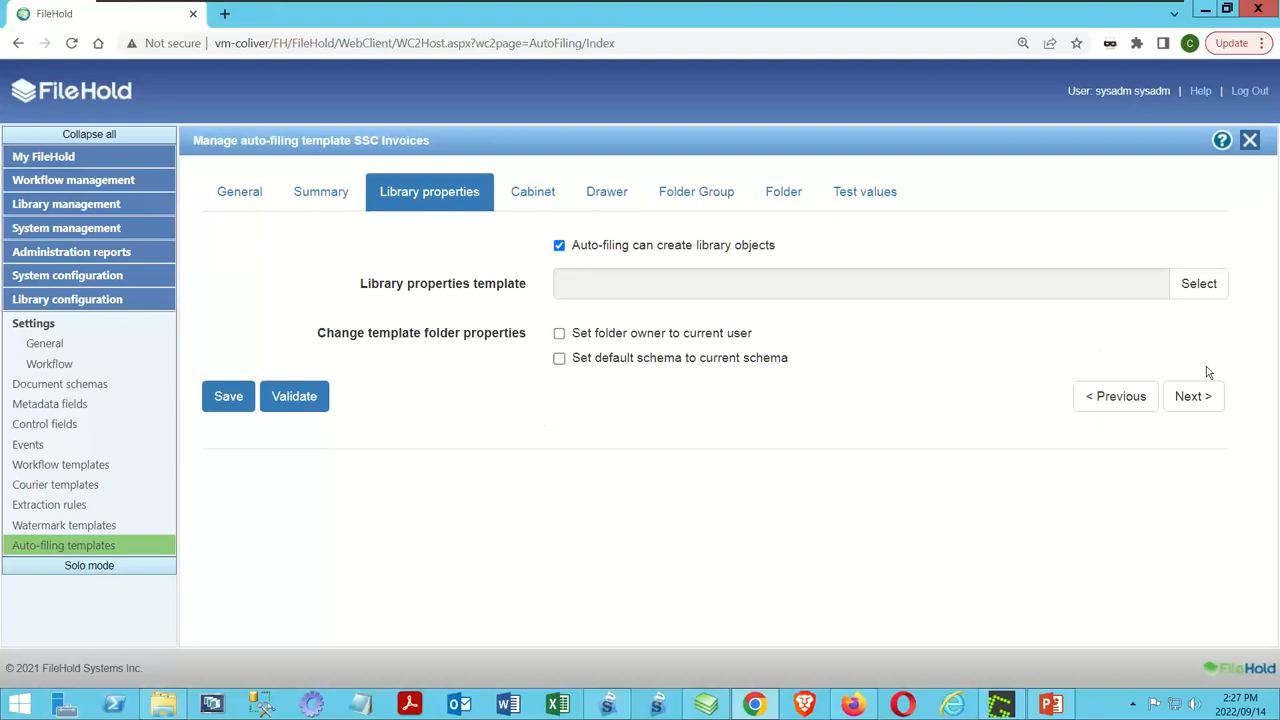 FileHold
Not secure | vm-coliver/FH/FileHold/WebClient/WC2Host.aspx?wc2page=AutoFiling/Index
C
Update
FileHold
User: sysadm sysadm | Help | Log Out
Collapse all
My FileHold
Workflow management
Library management
System management
Administration reports
System configuration
Library configuration
Settings
General
Workflow
Document schemas
Metadata fields
Control fields
Events
Workflow templates
Courier templates
Extraction rules
Watermark templates
Auto-filing templates
Solo mode
Manage auto-filing template SSC Invoices
General Summary Library properties Cabinet Drawer Folder Group Folder Test values
Auto-filing can create library objects
Library properties template
Select
Change template folder properties
Set folder owner to current user
Set default schema to current schema
Save
Validate
< Previous
Next >
© 2021 FileHold Systems Inc.
FileHold
2:27 PM
2022/09/14